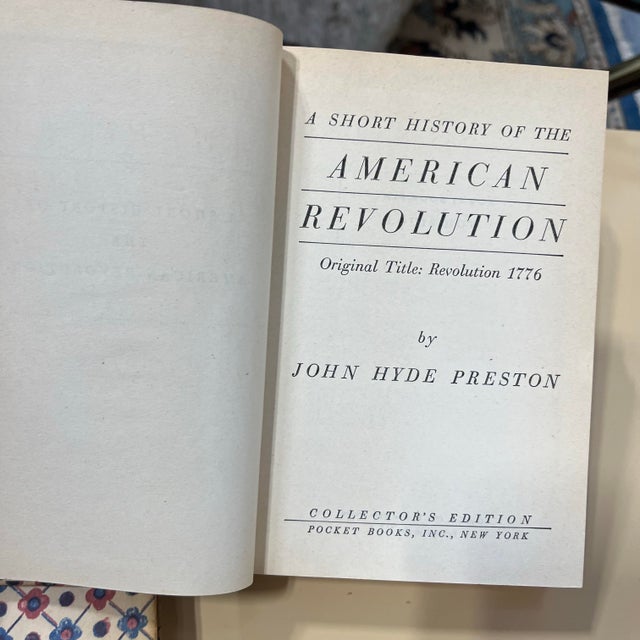 A SHORT HISTORY OF THE
AMERICAN
REVOLUTION
Original Title: Revolution 1776
by
JOHN HYDE PRESTON
COLLECTOR'S EDITION
POCKET BOOKS, INC., NEW YORK